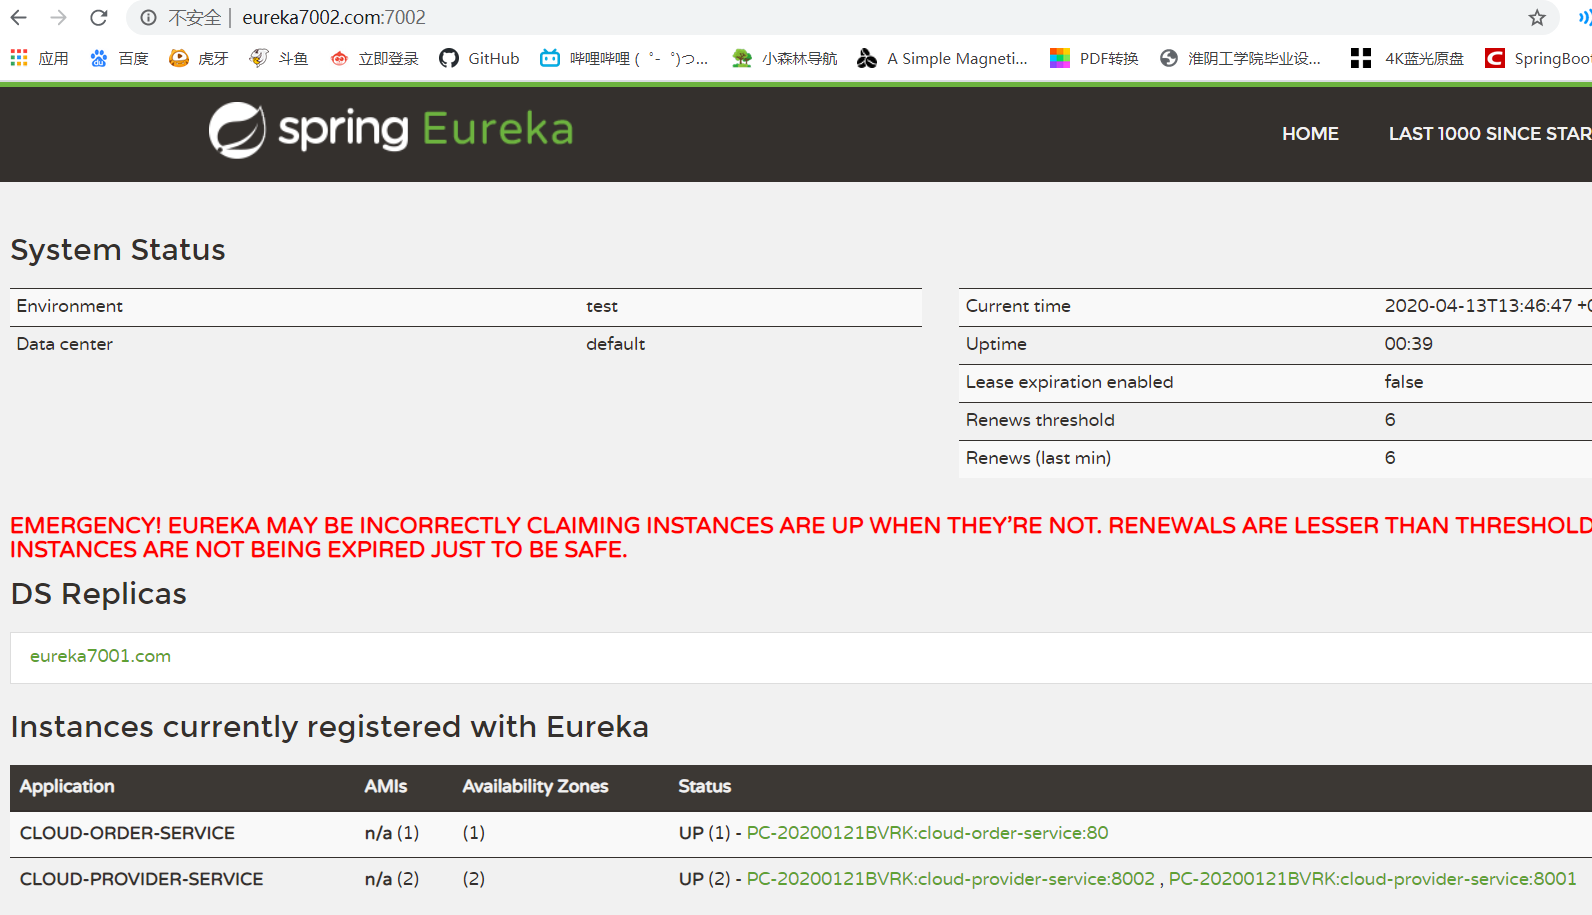 不安全 | eureka7002.com:7002
应用 百度 虎牙 斗鱼 立即登录 GitHub 哔哩哔哩 ( ゜- ゜)つ... 小森林导航 A Simple Magneti... PDF转换 淮阴工学院毕业设... 4K蓝光原盘 SpringBoot
spring Eureka HOME LAST 1000 SINCE STAR
System Status
Environment test Current time 2020-04-13T13:46:47 +0
Data center default Uptime 00:39
Lease expiration enabled false
Renews threshold 6
Renews (last min) 6
EMERGENCY! EUREKA MAY BE INCORRECTLY CLAIMING INSTANCES ARE UP WHEN THEY'RE NOT. RENEWALS ARE LESSER THAN THRESHOLD
INSTANCES ARE NOT BEING EXPIRED JUST TO BE SAFE.
DS Replicas
eureka7001.com
Instances currently registered with Eureka
Application AMIs Availability Zones Status
CLOUD-ORDER-SERVICE n/a (1) (1) UP (1) - PC-20200121BVRK:cloud-order-service:80
CLOUD-PROVIDER-SERVICE n/a (2) (2) UP (2) - PC-20200121BVRK:cloud-provider-service:8002 , PC-20200121BVRK:cloud-provider-service:8001